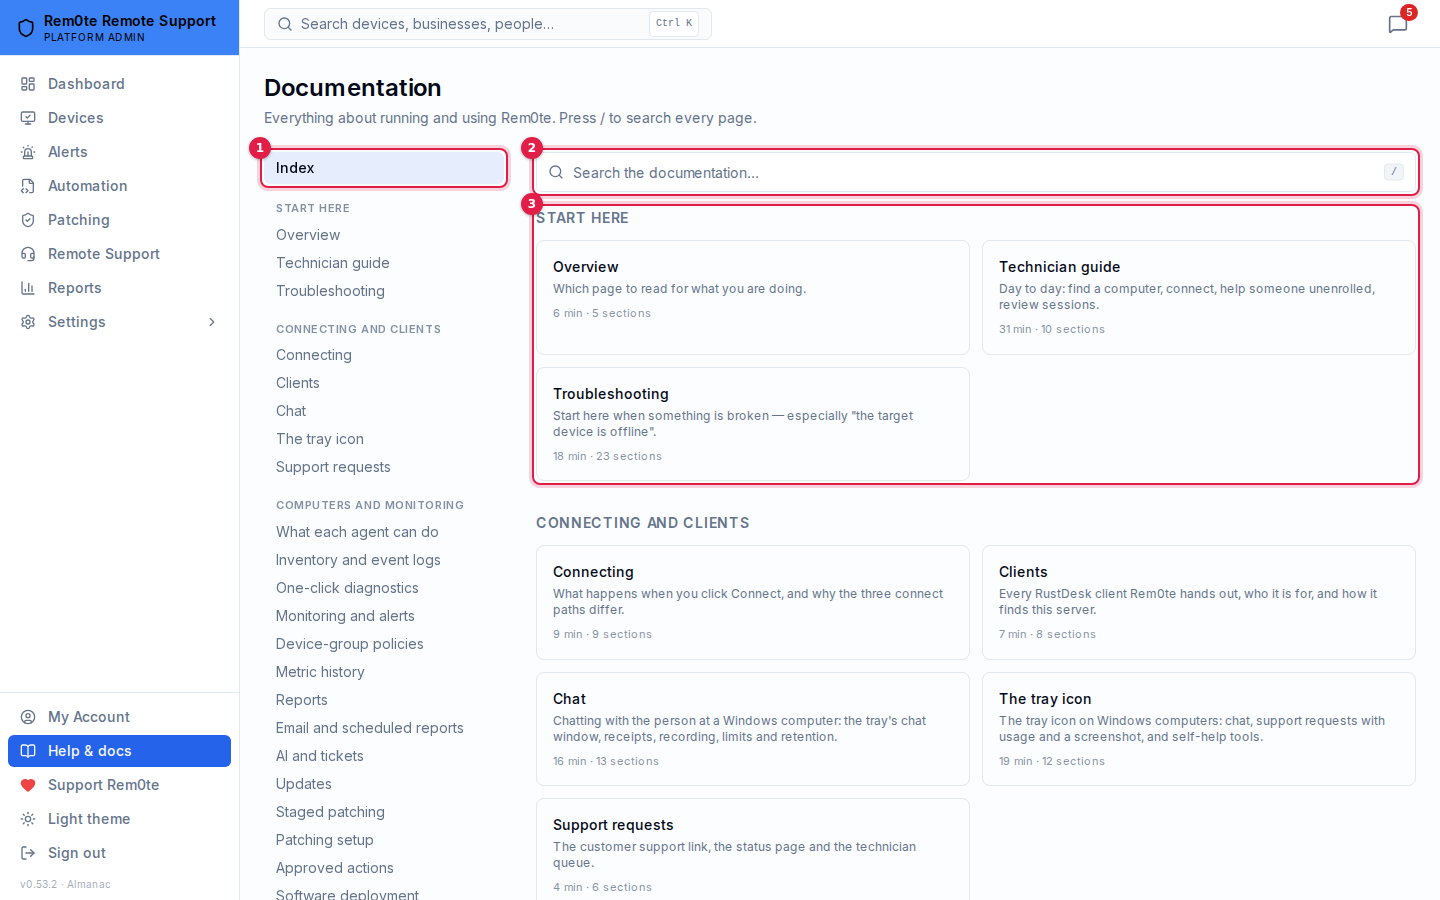 Rem0te Remote Support
PLATFORM ADMIN
Dashboard
Devices
Alerts
Automation
Patching
Remote Support
Reports
Settings
My Account
Help & docs
Support Rem0te
Light theme
Sign out
v0.53.2 · Almanac
Search devices, businesses, people...
Ctrl K
5
Documentation
Everything about running and using Rem0te. Press / to search every page.
1
Index
START HERE
Overview
Technician guide
Troubleshooting
CONNECTING AND CLIENTS
Connecting
Clients
Chat
The tray icon
Support requests
COMPUTERS AND MONITORING
What each agent can do
Inventory and event logs
One-click diagnostics
Monitoring and alerts
Device-group policies
Metric history
Reports
Email and scheduled reports
AI and tickets
Updates
Staged patching
Patching setup
Approved actions
Software deployment
2
Search the documentation...
/
3
START HERE
Overview
Which page to read for what you are doing.
6 min · 5 sections
Technician guide
Day to day: find a computer, connect, help someone unenrolled,
review sessions.
31 min · 10 sections
Troubleshooting
Start here when something is broken — especially "the target
device is offline".
18 min · 23 sections
CONNECTING AND CLIENTS
Connecting
What happens when you click Connect, and why the three connect
paths differ.
9 min · 9 sections
Clients
Every RustDesk client Rem0te hands out, who it is for, and how it
finds this server.
7 min · 8 sections
Chat
Chatting with the person at a Windows computer: the tray's chat
window, receipts, recording, limits and retention.
16 min · 13 sections
The tray icon
The tray icon on Windows computers: chat, support requests with
usage and a screenshot, and self-help tools.
19 min · 12 sections
Support requests
The customer support link, the status page and the technician
queue.
4 min · 6 sections